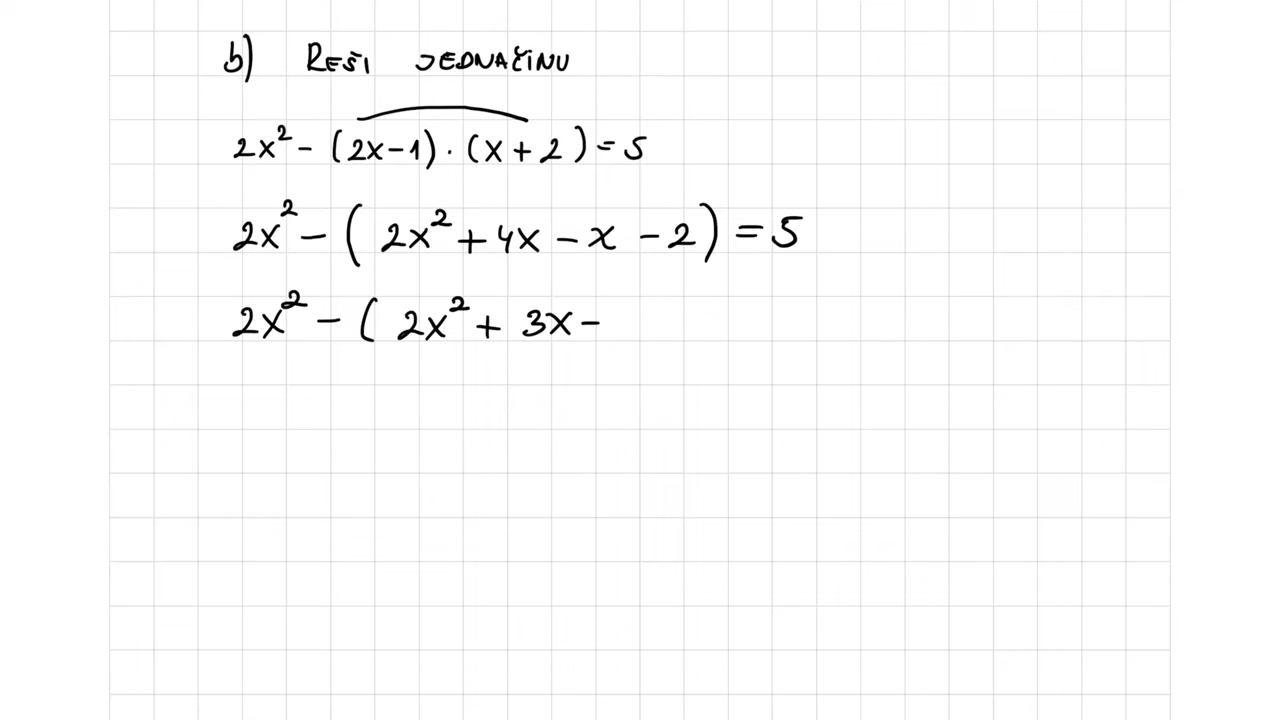 b) REŠI JEDNAČINU
2x² - (2x-1) · (x+2) = 5
2x² - (2x² + 4x - x - 2) = 5
2x² - (2x² + 3x -